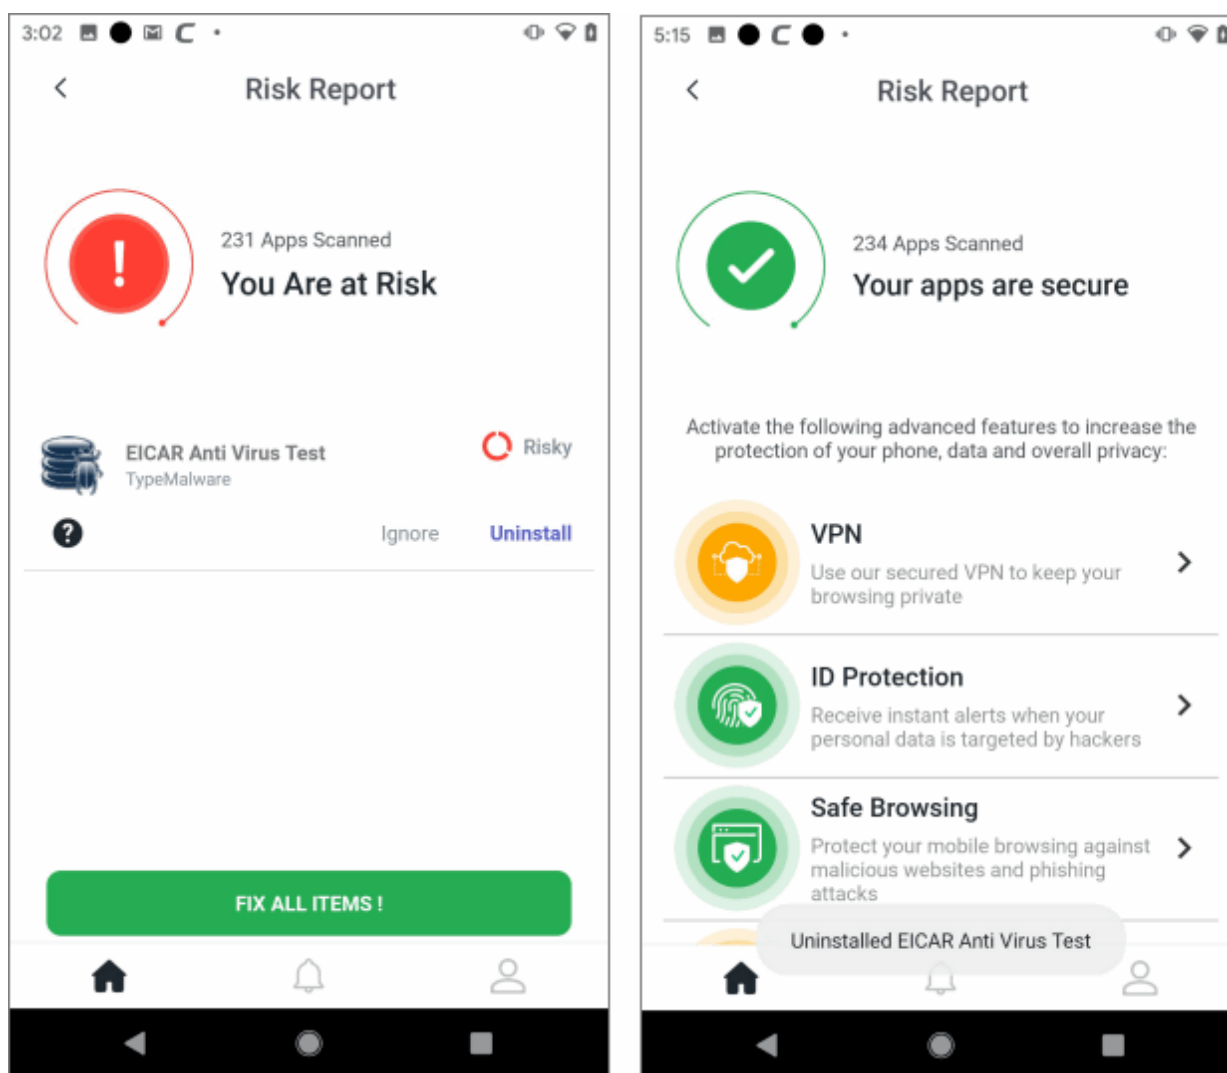 3:02
Risk Report
231 Apps Scanned
You Are at Risk
EICAR Anti Virus Test
Risky
TypeMalware
Ignore
Uninstall
FIX ALL ITEMS !
5:15
Risk Report
234 Apps Scanned
Your apps are secure
Activate the following advanced features to increase the
protection of your phone, data and overall privacy:
VPN
Use our secured VPN to keep your
browsing private
ID Protection
Receive instant alerts when your
personal data is targeted by hackers
Safe Browsing
Protect your mobile browsing against
malicious websites and phishing
attacks
Uninstalled EICAR Anti Virus Test